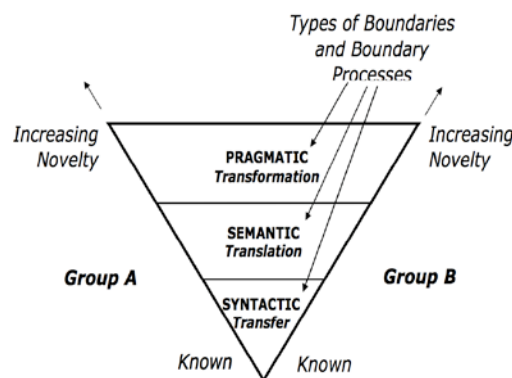 Types of Boundaries
and Boundary
Processes
Increasing
Novelty
Increasing
Novelty
PRAGMATIC
Transformation
SEMANTIC
Translation
Group A
Group B
SYNTACTIC
Transfer
Known
Known